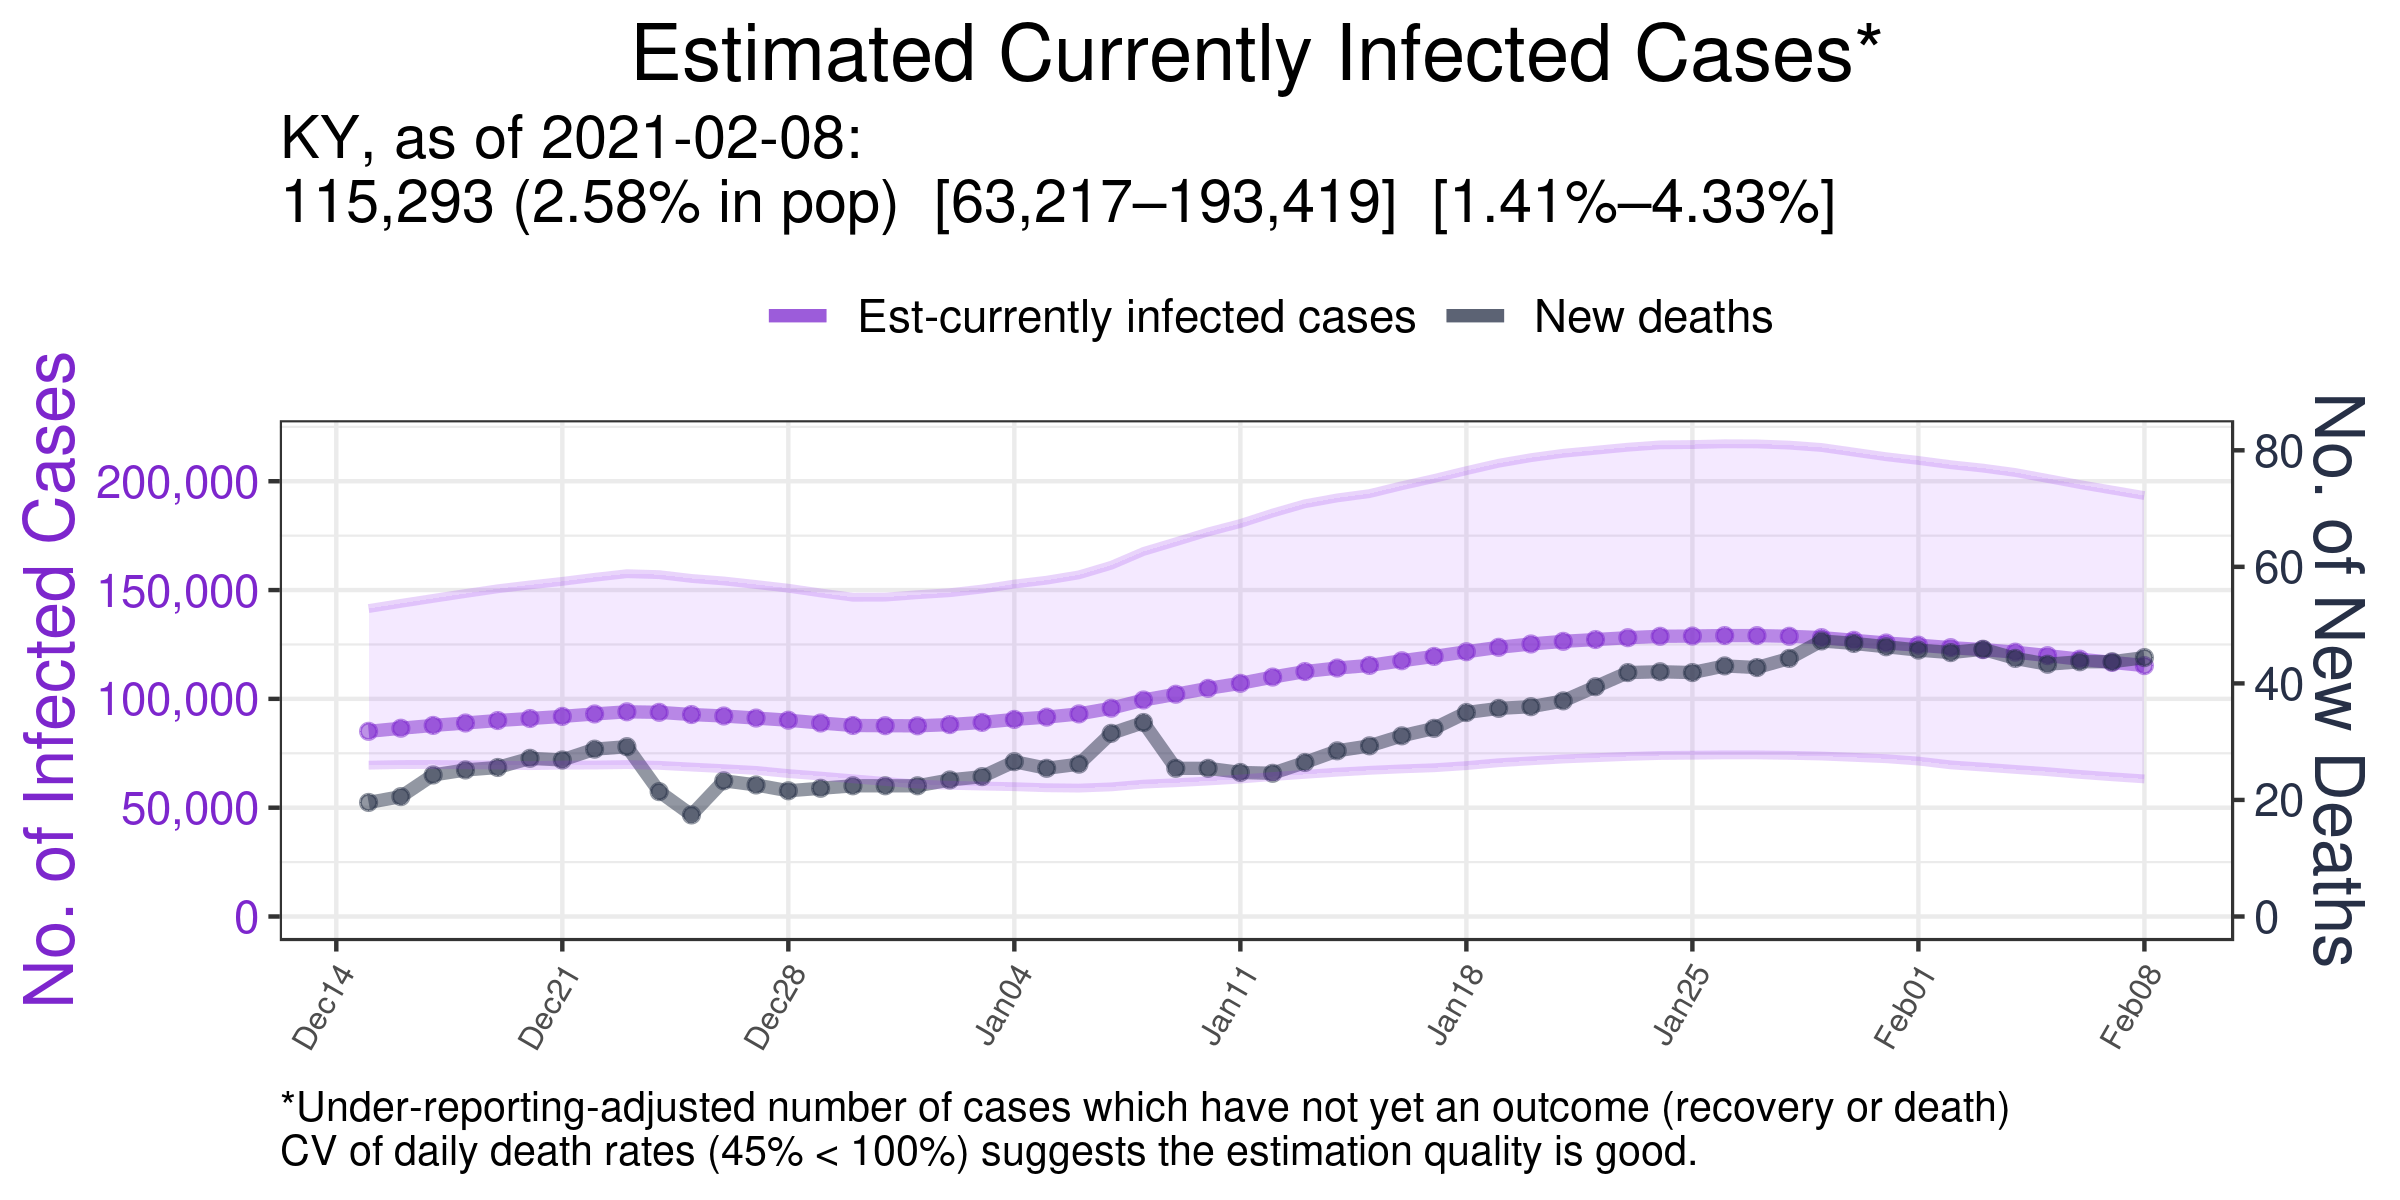 Estimated Currently Infected Cases*
KY, as of 2021-02-08:
115,293 (2.58% in pop)  [63,217–193,419]  [1.41%–4.33%]
Est-currently infected cases
New deaths
No. of Infected Cases
200,000
150,000
100,000
50,000
0
No. of New Deaths
80
60
40
20
0
Dec14
Dec21
Dec28
Jan04
Jan11
Jan18
Jan25
Feb01
Feb08
*Under-reporting-adjusted number of cases which have not yet an outcome (recovery or death)
CV of daily death rates (45% < 100%) suggests the estimation quality is good.